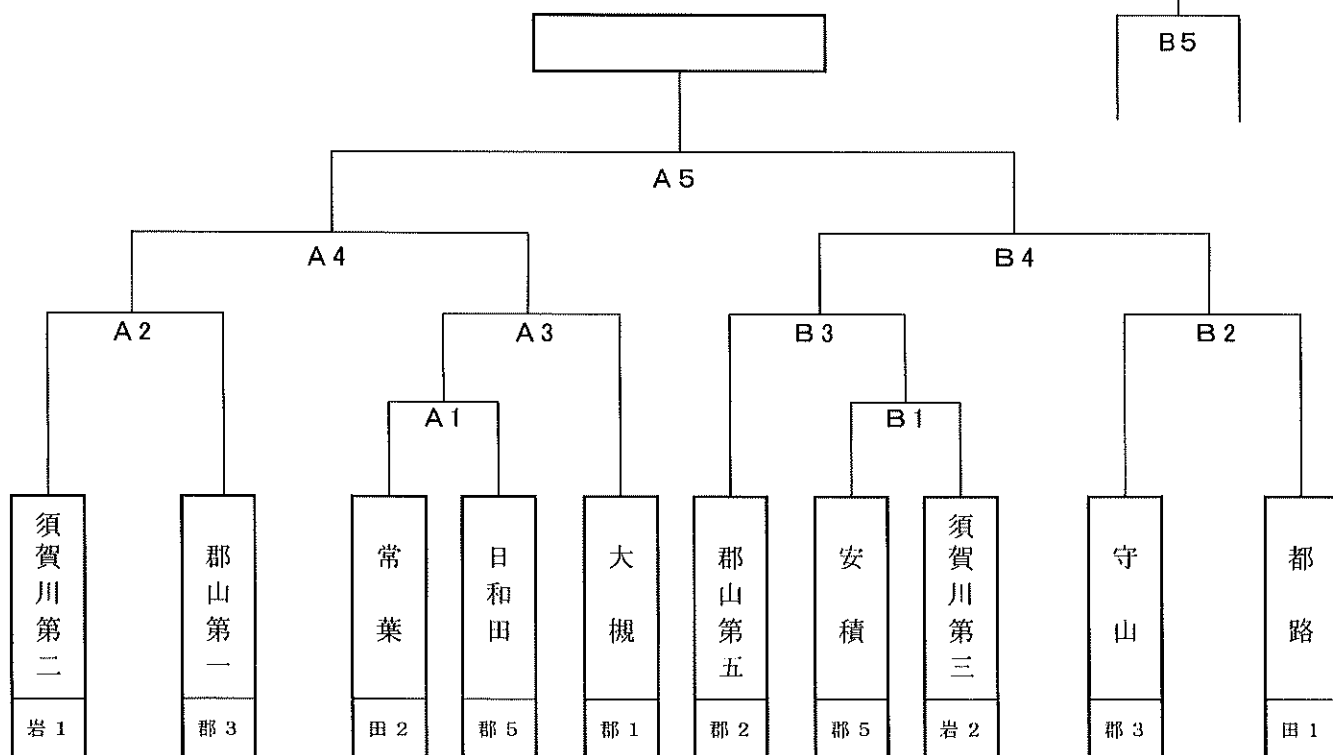 B5
A5
A4
B4
A2
A3
B3
B2
A1
B1
須賀川第二
郡山第一
常葉
日和田
大槻
郡山第五
安積
須賀川第三
守山
都路
岩1
郡3
田2
郡5
郡1
郡2
郡5
岩2
郡3
田1